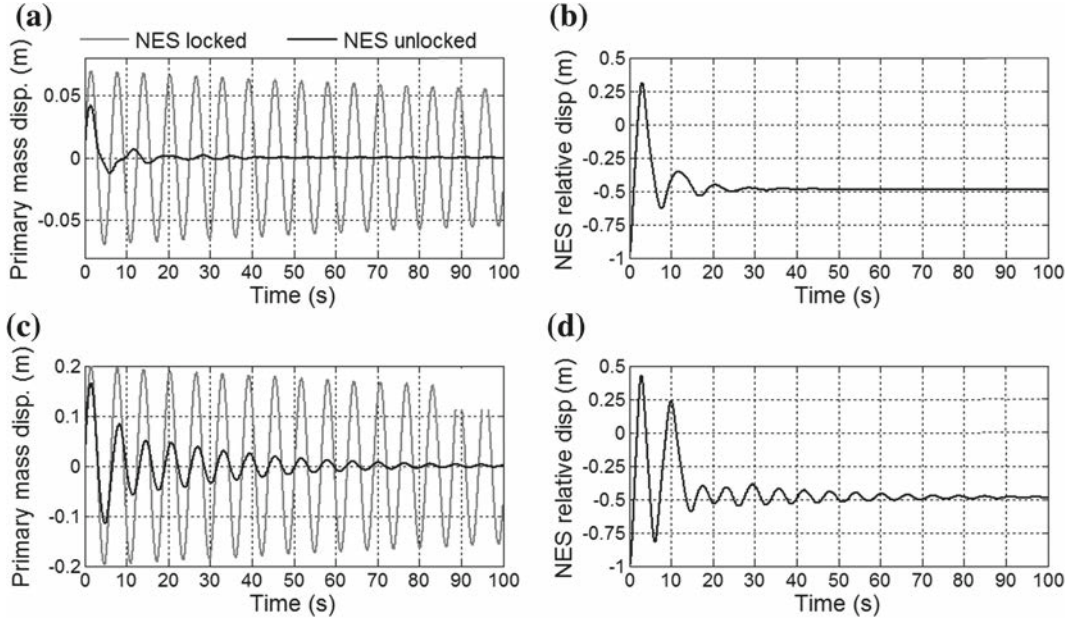 (a)
NES locked
NES unlocked
Primary mass disp. (m)
0.05
0
-0.05
0 10 20 30 40 50 60 70 80 90 100
Time (s)
(b)
NES relative disp (m)
0.5
0.25
0
-0.25
-0.5
-0.75
-1
0 10 20 30 40 50 60 70 80 90 100
Time (s)
(c)
Primary mass disp. (m)
0.2
0.1
0
-0.1
-0.2
0 10 20 30 40 50 60 70 80 90 100
Time (s)
(d)
NES relative disp (m)
0.5
0.25
0
-0.25
-0.5
-0.75
-1
0 10 20 30 40 50 60 70 80 90 100
Time (s)